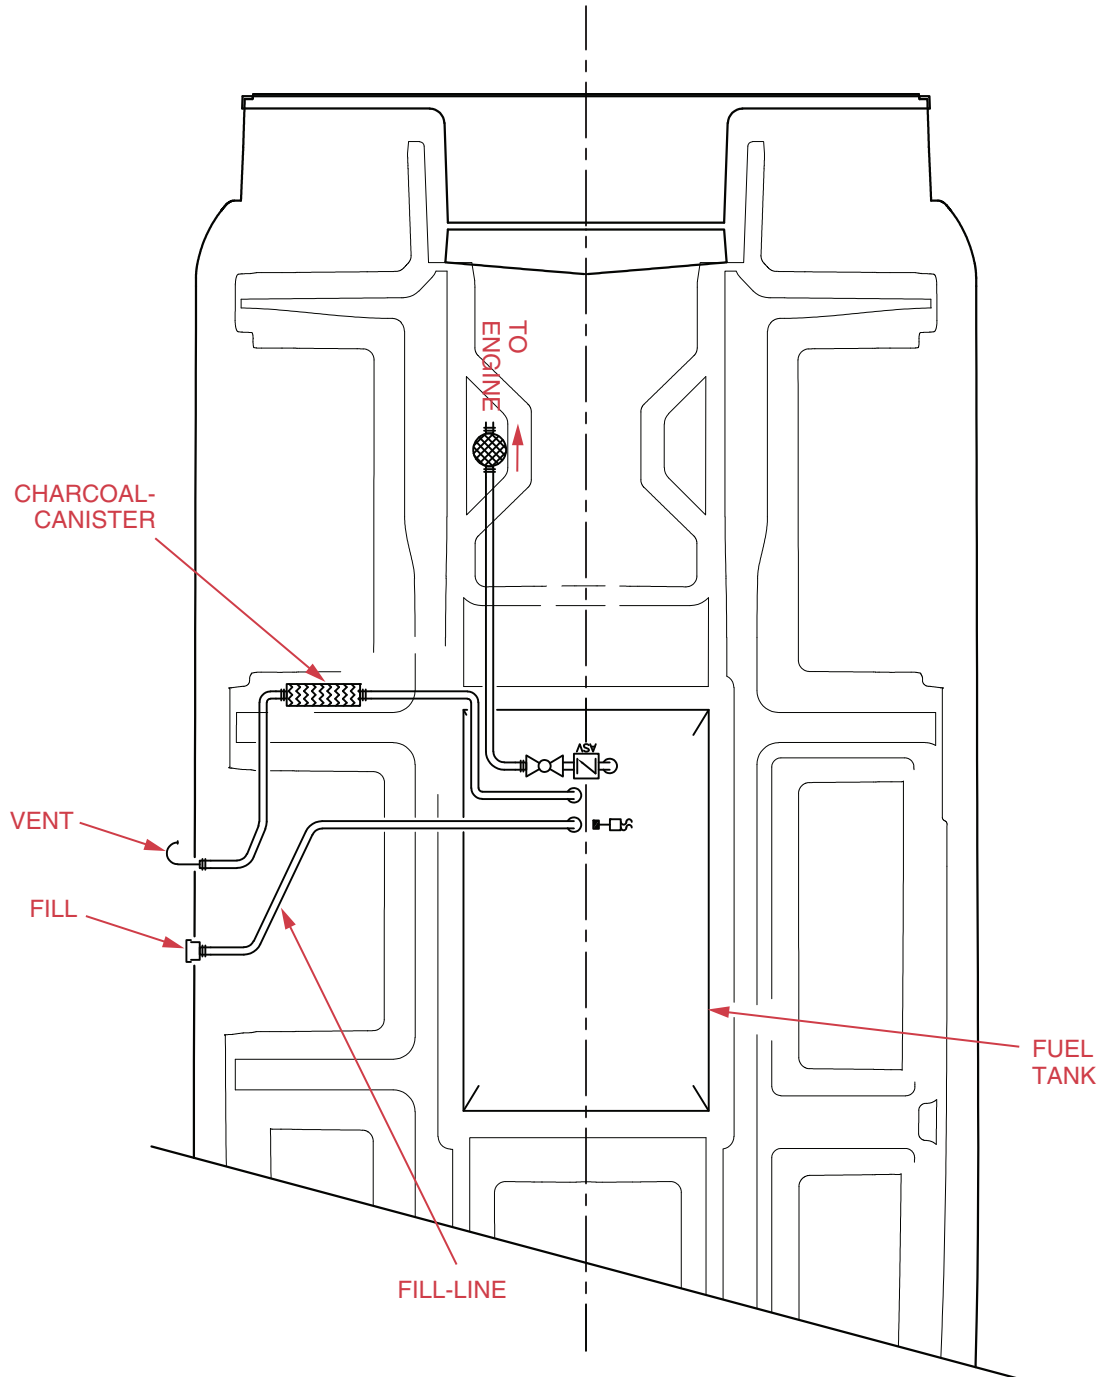 TO
ENGINE
CHARCOAL-
CANISTER
ASV
VENT
FILL
FUEL
TANK
FILL-LINE